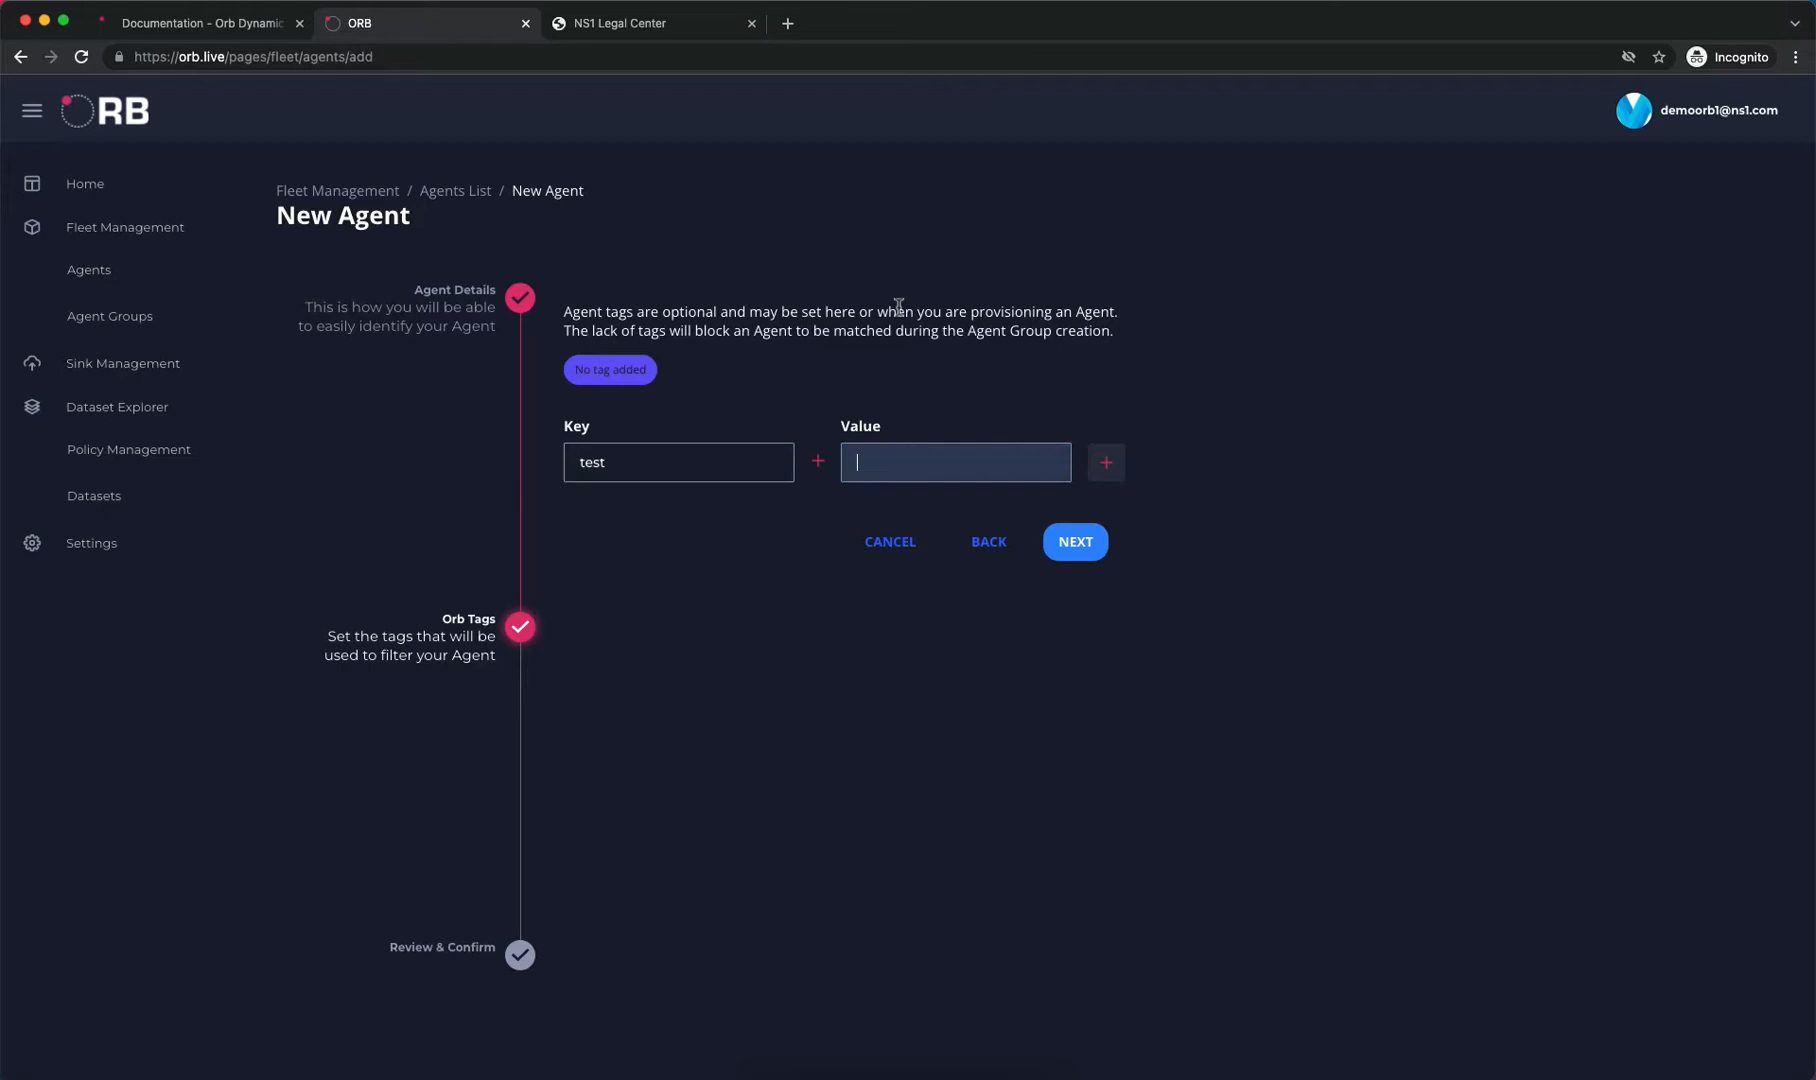 Documentation - Orb Dynamic
ORB
NS1 Legal Center
https://orb.live/pages/fleet/agents/add
Incognito
ORB
demoorb1@ns1.com
Home
Fleet Management
Agents
Agent Groups
Sink Management
Dataset Explorer
Policy Management
Datasets
Settings
Fleet Management / Agents List / New Agent
New Agent
Agent Details
This is how you will be able
to easily identify your Agent
Agent tags are optional and may be set here or when you are provisioning an Agent.
The lack of tags will block an Agent to be matched during the Agent Group creation.
No tag added
Key
Value
test
+
+
CANCEL
BACK
NEXT
Orb Tags
Set the tags that will be
used to filter your Agent
Review & Confirm